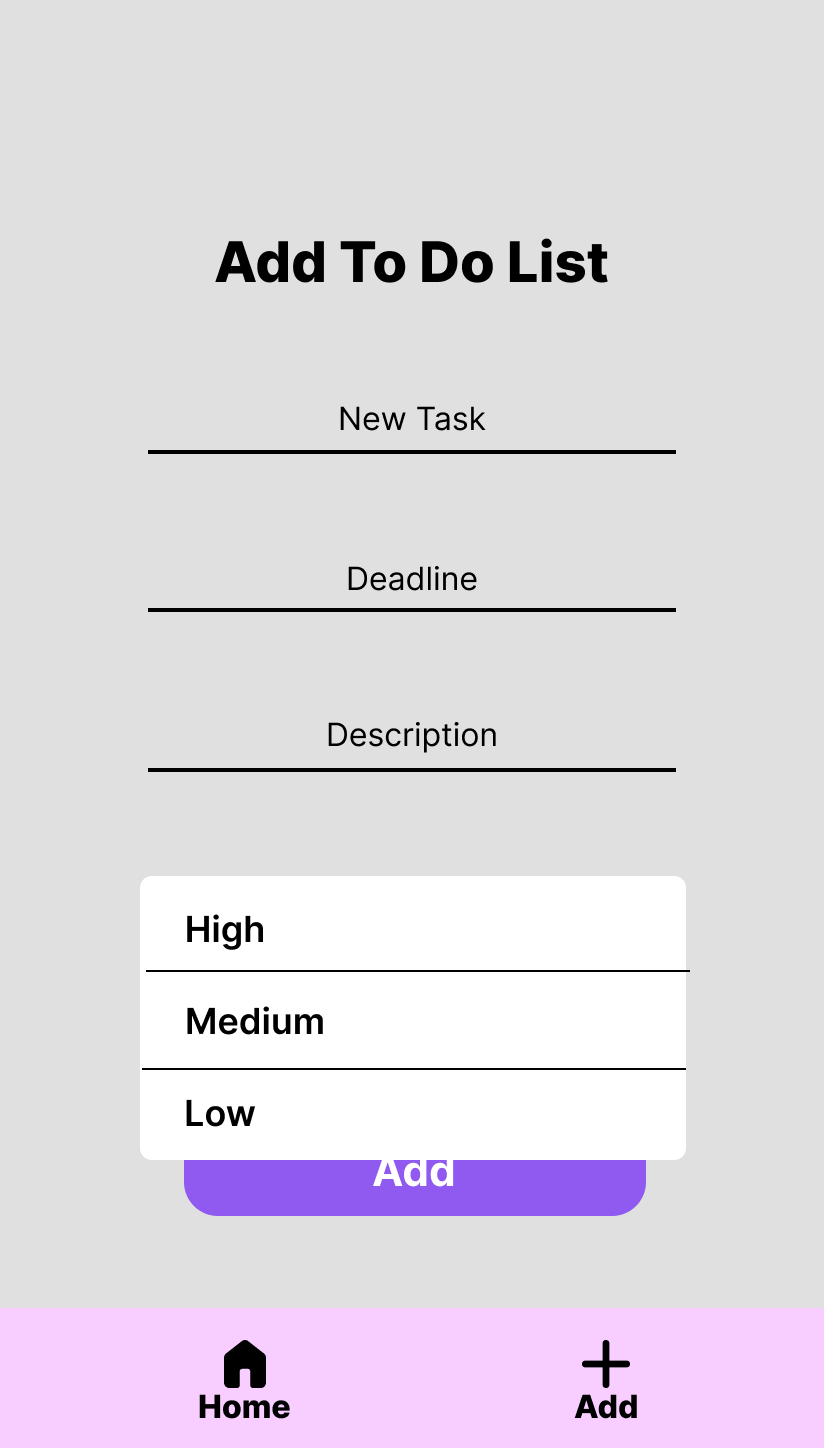 Add To Do List
New Task
Deadline
Description
High
Medium
Low
Add
Home
Add